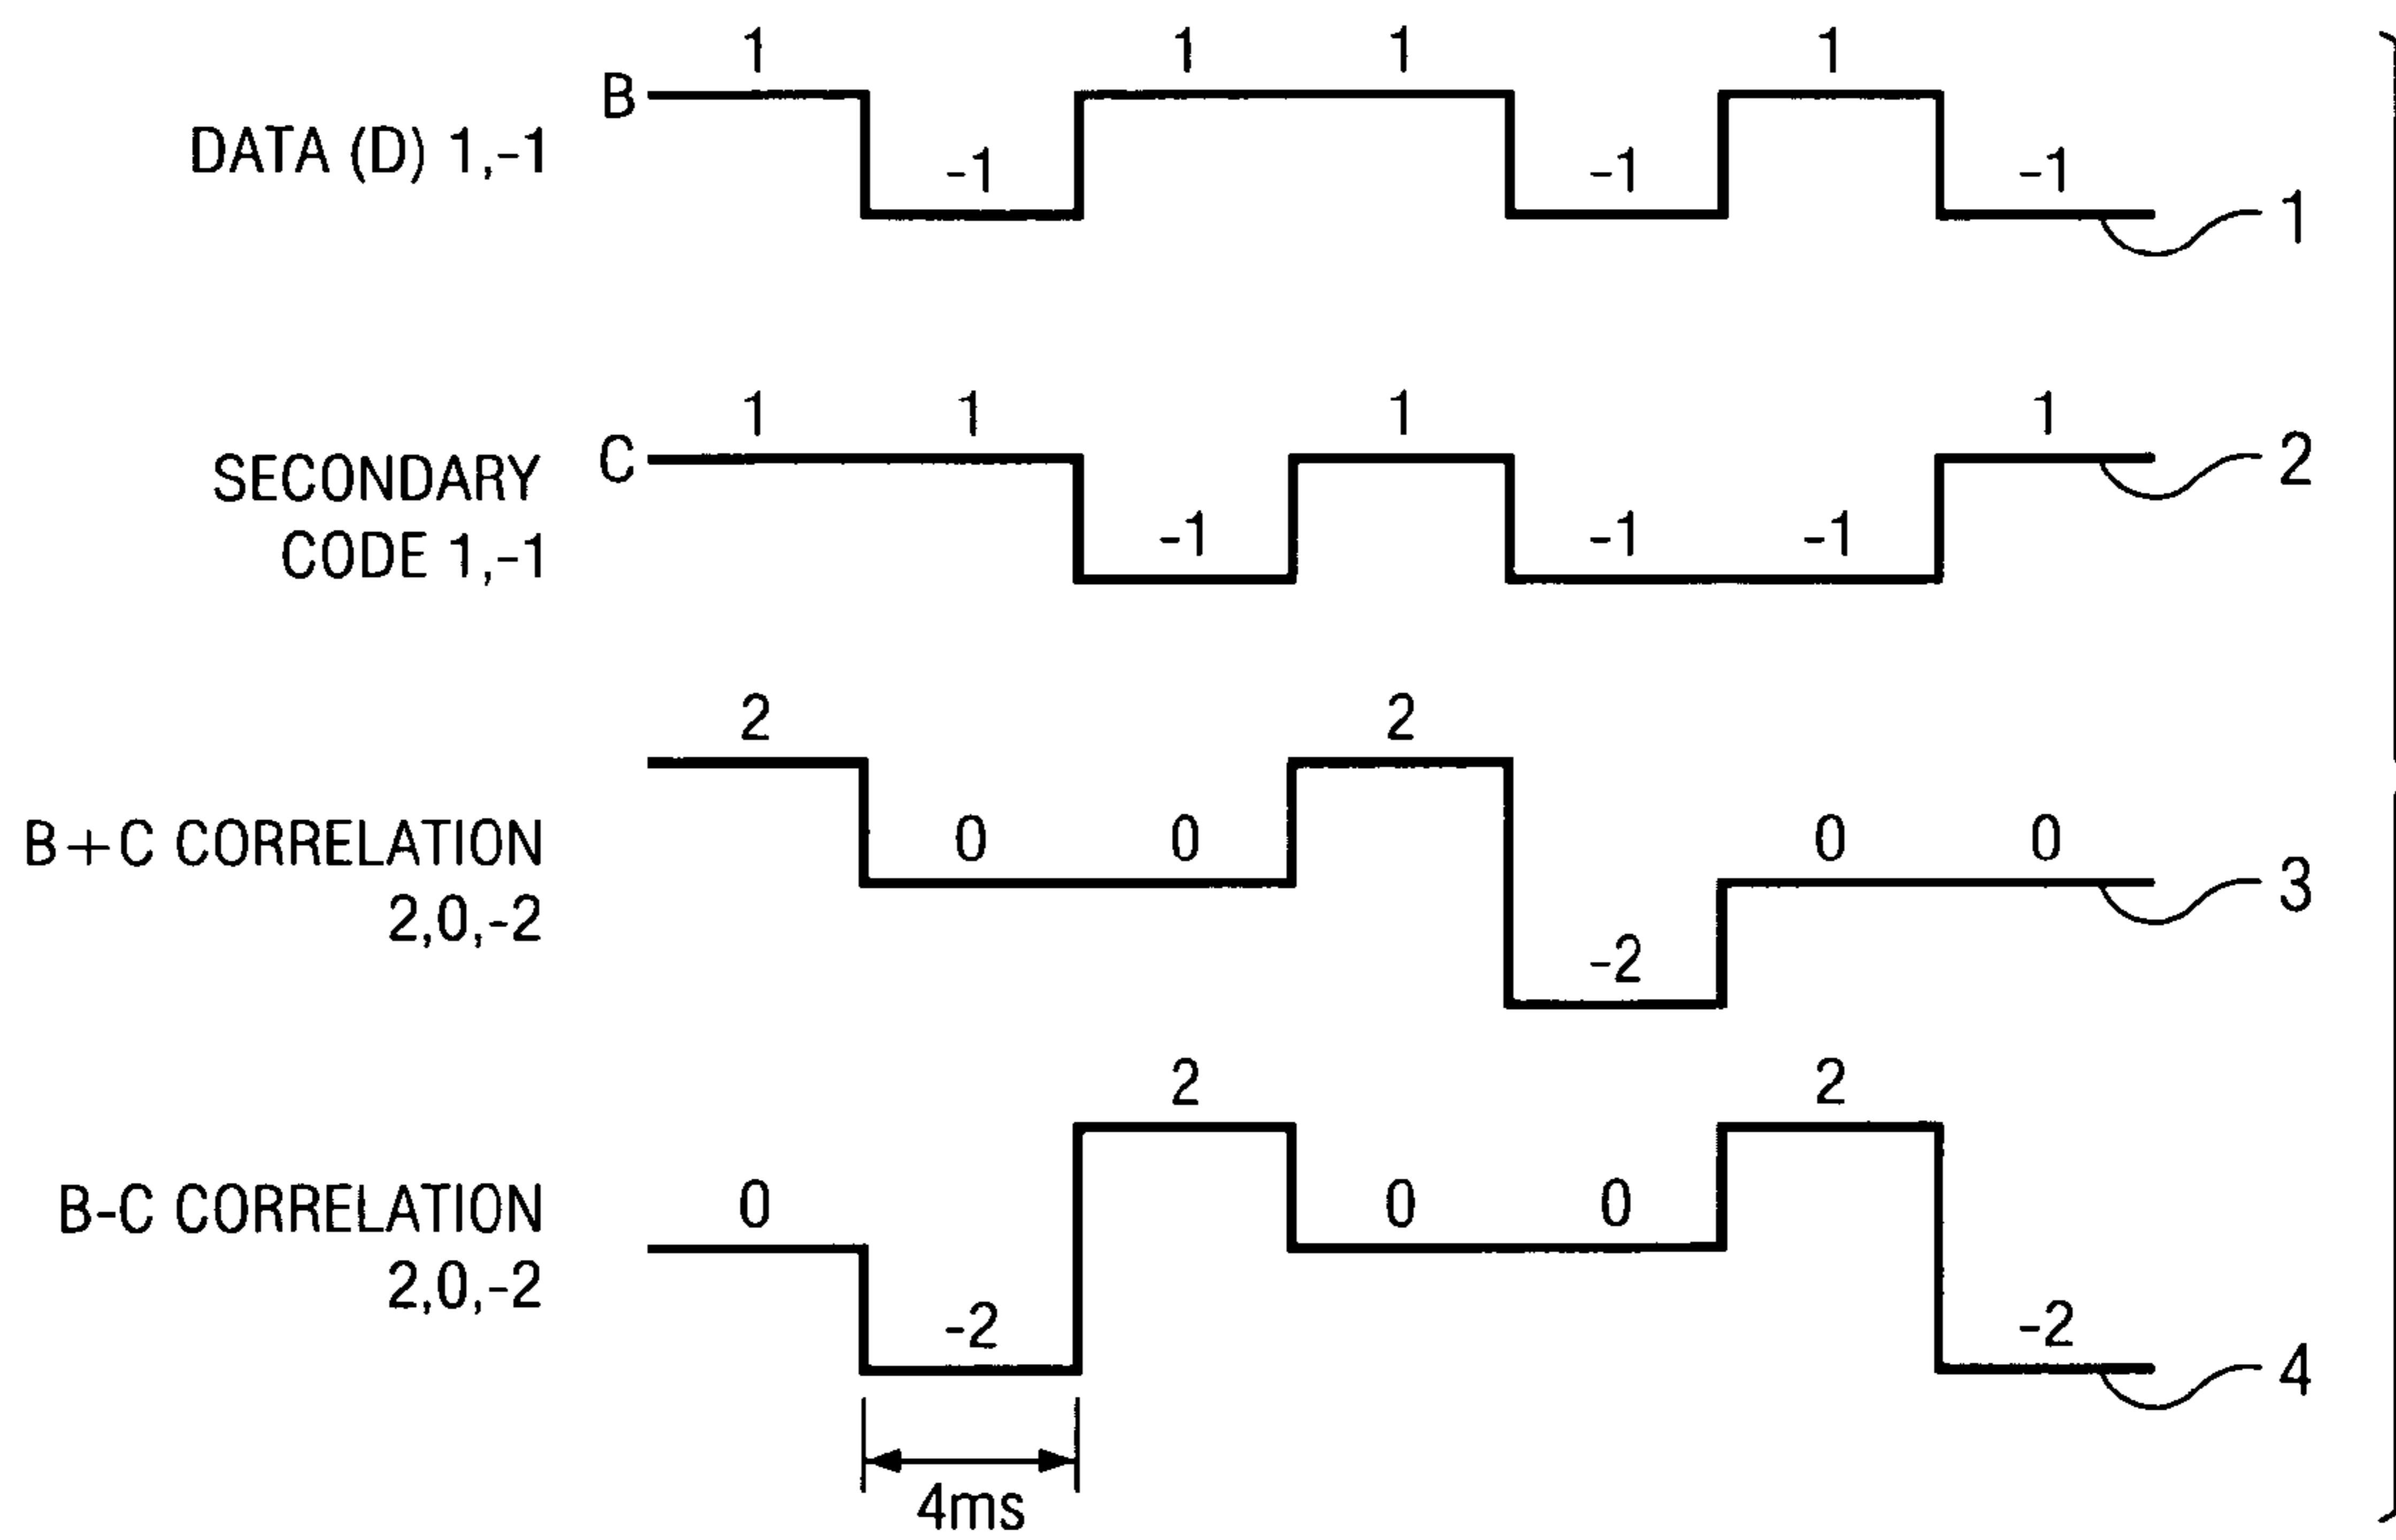 1 1 1 1
B
DATA (D) 1,-1
-1 -1 -1
1
1 1 1 1
C
2
SECONDARY
CODE 1,-1
-1 -1 -1
2 2
B+C CORRELATION
0 0 0 0
2,0,-2
3
-2
2 2
B-C CORRELATION
0 0 0
2,0,-2
-2 -2
4
4ms